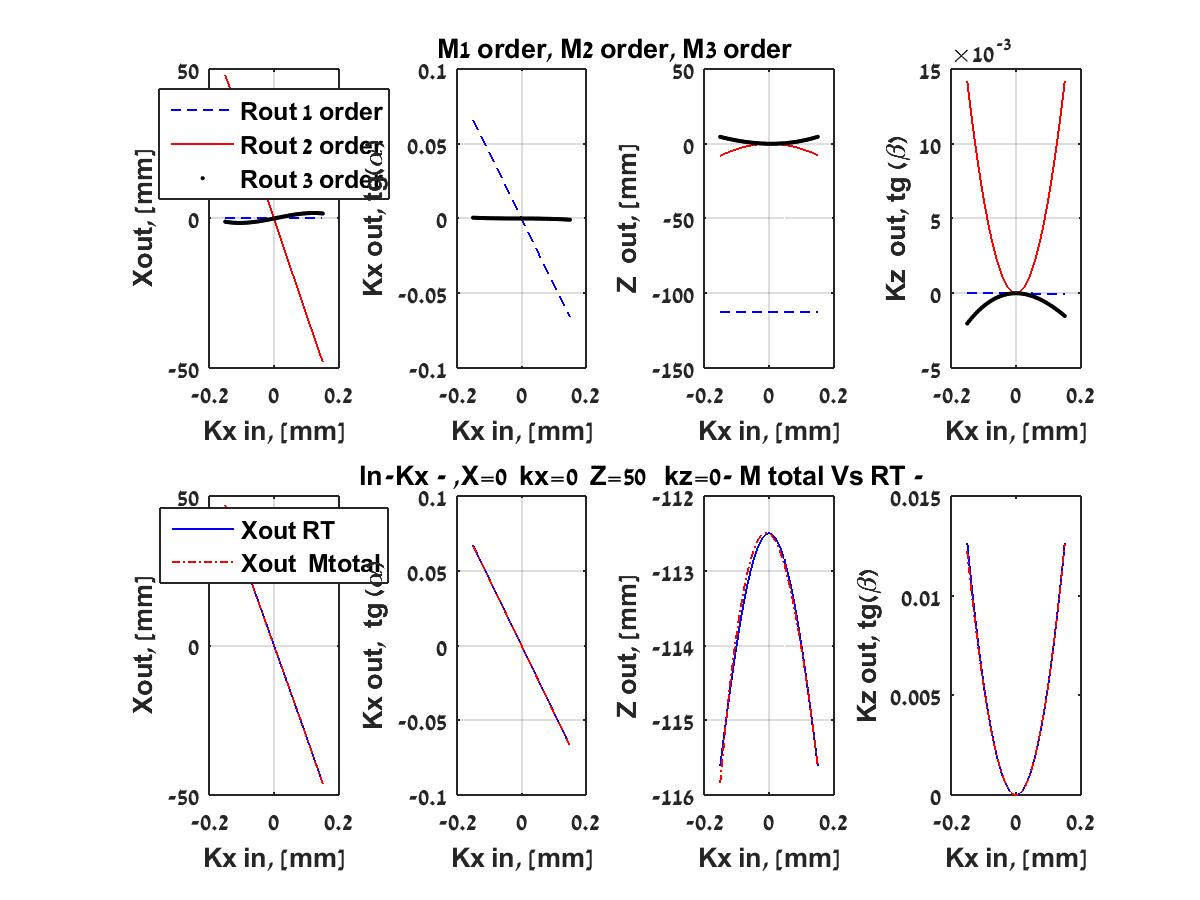 M1 order, M2 order, M3 order
50
0
-50
-0.2 0 0.2
Xout, [mm]
Kx in, [mm]
Rout 1 order
Rout 2 order
Rout 3 order
0.1
0.05
0
-0.05
-0.1
-0.2 0 0.2
Kx out, tg(α)
Kx in, [mm]
50
0
-50
-100
-150
-0.2 0 0.2
Z out, [mm]
Kx in, [mm]
×10⁻³
15
10
5
0
-5
-0.2 0 0.2
Kz out, tg (β)
Kx in, [mm]
In-Kx - ,X=0 kx=0 Z=50 kz=0- M total Vs RT -
50
0
-50
-0.2 0 0.2
Xout, [mm]
Kx in, [mm]
Xout RT
Xout Mtotal
0.1
0.05
0
-0.05
-0.1
-0.2 0 0.2
Kx out, tg (α)
Kx in, [mm]
-112
-113
-114
-115
-116
-0.2 0 0.2
Z out, [mm]
Kx in, [mm]
0.015
0.01
0.005
0
-0.2 0 0.2
Kz out, tg(β)
Kx in, [mm]